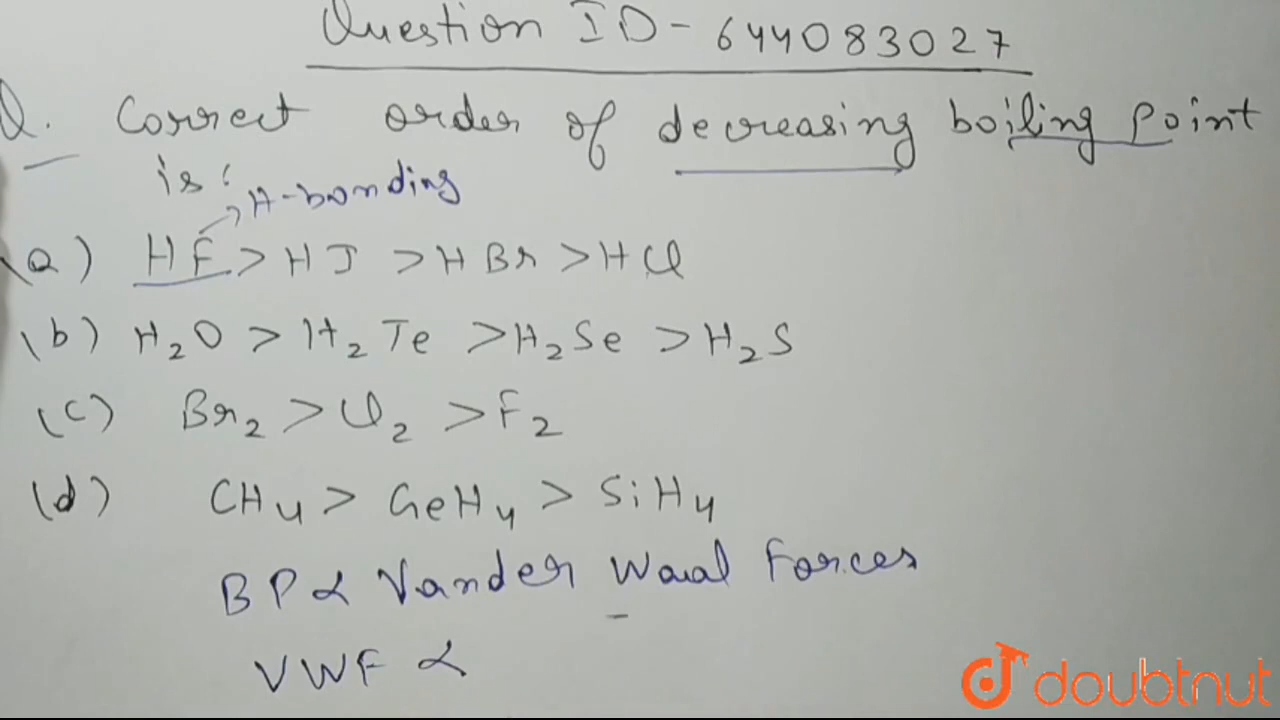 Question ID - 644083027
Q. Correct order of decreasing boiling point
is :
→ H-bonding
(a) HF > HI > HBr > HCl
(b) H₂O > H₂Te > H₂Se > H₂S
(c) Br₂ > Cl₂ > F₂
(d) CH₄ > GeH₄ > SiH₄
BP ∝ Vander Waal Forces
VWF ∝
doubtnut